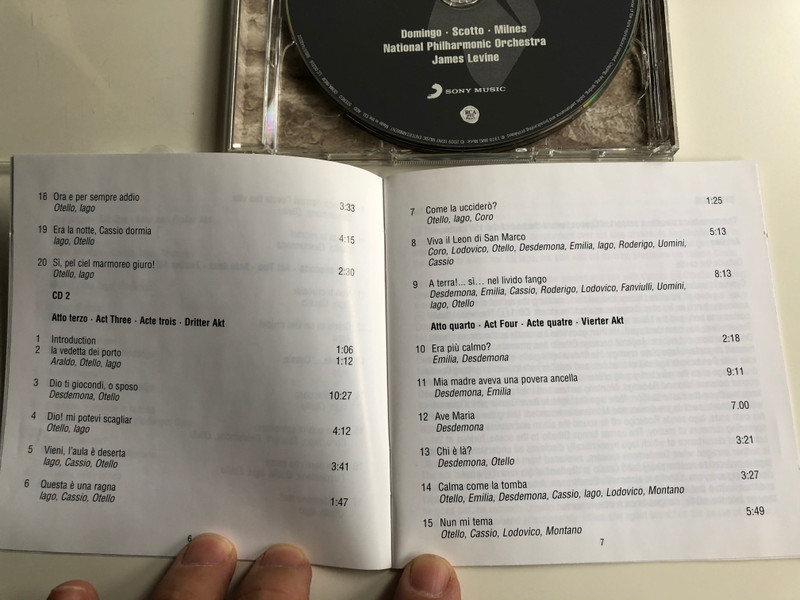 Domingo · Scotto · Milnes
National Philharmonic Orchestra
James Levine
SONY MUSIC
RCA
18 Ora e per sempre addio 3:33
Otello, Iago
19 Era la notte, Cassio dormia 4:15
Iago, Otello
20 Sì, pel ciel marmoreo giuro! 2:30
Otello, Iago
CD 2
Atto terzo · Act Three · Acte trois · Dritter Akt
1 Introduction 1:06
2 la vedetta dei porto 1:12
Araldo, Otello, Iago
3 Dio ti giocondi, o sposo 10:27
Desdemona, Otello
4 Dio! mi potevi scagliar 4:12
Otello, Iago
5 Vieni, l'aula è deserta 3:41
Iago, Cassio, Otello
6 Questa è una ragna 1:47
Iago, Cassio, Otello
6
7 Come la ucciderò? 1:25
Otello, Iago, Coro
8 Viva il Leon di San Marco 5:13
Coro, Lodovico, Otello, Desdemona, Emilia, Iago, Roderigo, Uomini,
Cassio
9 A terra!... sì... nel livido fango 8:13
Desdemona, Emilia, Cassio, Roderigo, Lodovico, Fanviulli, Uomini,
Iago, Otello
Atto quarto · Act Four · Acte quatre · Vierter Akt
10 Era più calmo? 2:18
Emilia, Desdemona
11 Mia madre aveva una povera ancella 9:11
Desdemona, Emilia
12 Ave Maria 7.00
Desdemona
13 Chi è là? 3:21
Desdemona, Otello
14 Calma come la tomba 3:27
Otello, Emilia, Desdemona, Cassio, Iago, Lodovico, Montano
15 Nun mi tema 5:49
Otello, Cassio, Lodovico, Montano
7